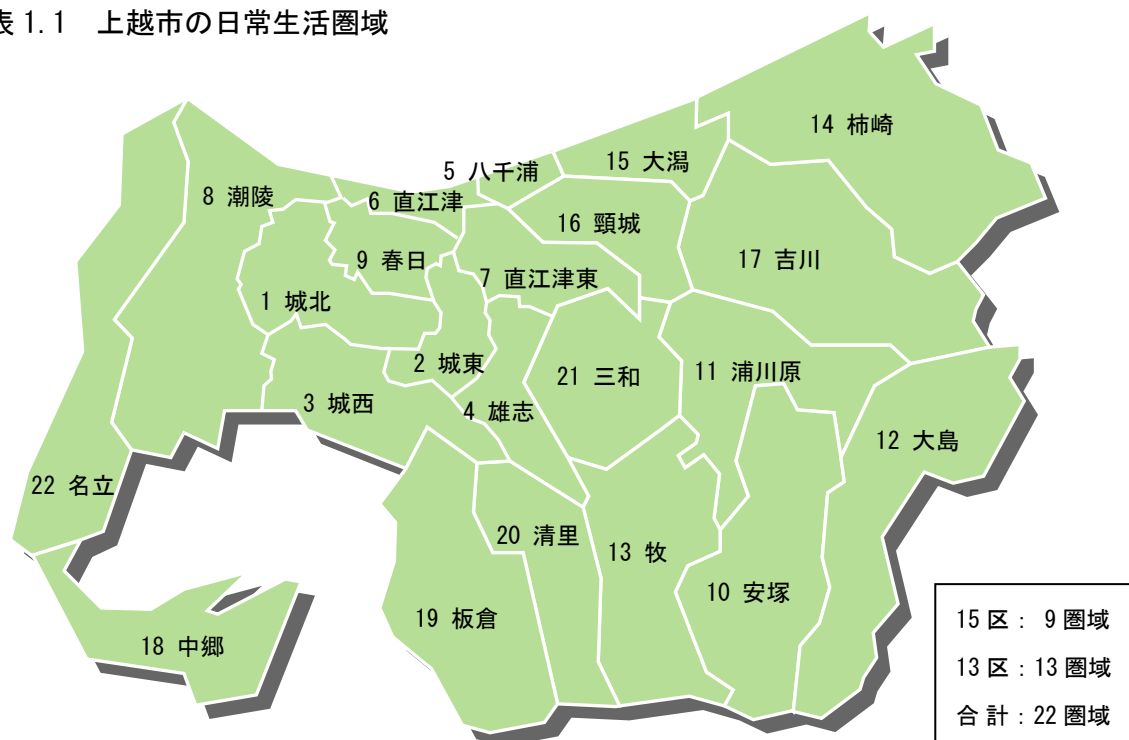 表 1.1 上越市の日常生活圏域
14 柿崎
15 大潟
5 八千浦
8 潮陵
6 直江津
16 頸城
9 春日
17 吉川
7 直江津東
1 城北
2 城東
21 三和
11 浦川原
3 城西
4 雄志
12 大島
22 名立
20 清里
13 牧
10 安塚
19 板倉
18 中郷
15 区 : 9 圏域
13 区 : 13 圏域
合 計 : 22 圏域